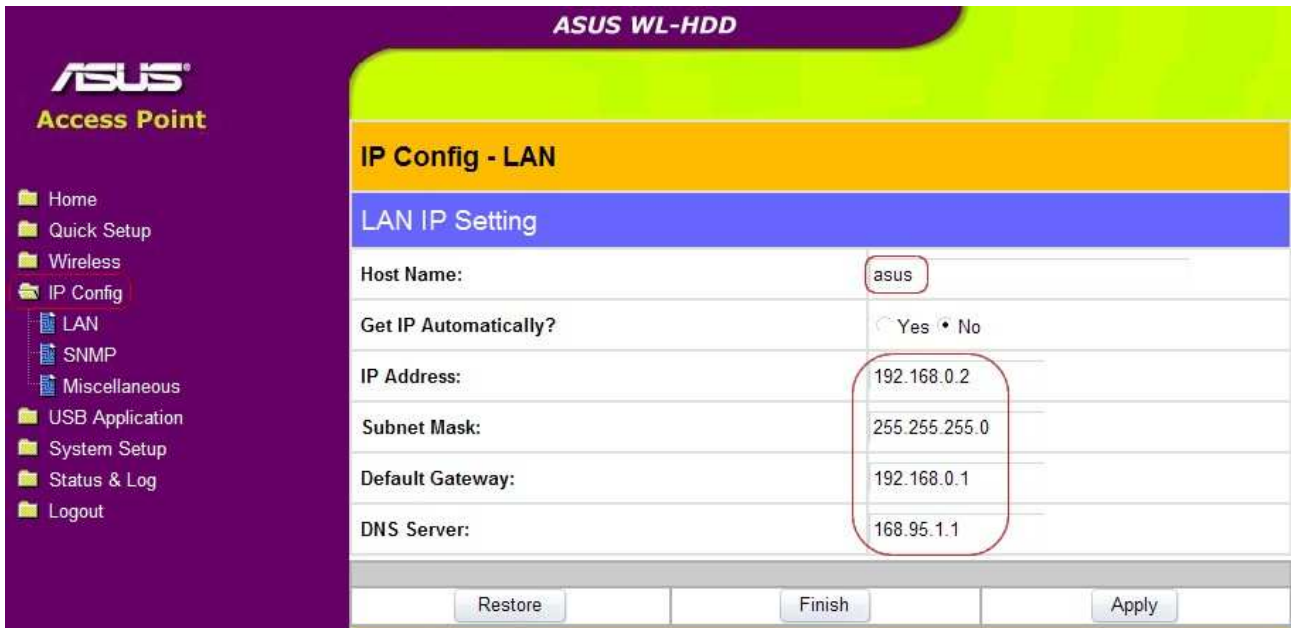 ASUS WL-HDD
ASUS
Access Point
Home
Quick Setup
Wireless
IP Config
LAN
SNMP
Miscellaneous
USB Application
System Setup
Status & Log
Logout
IP Config - LAN
LAN IP Setting
Host Name: asus
Get IP Automatically? Yes No
IP Address: 192.168.0.2
Subnet Mask: 255.255.255.0
Default Gateway: 192.168.0.1
DNS Server: 168.95.1.1
Restore Finish Apply